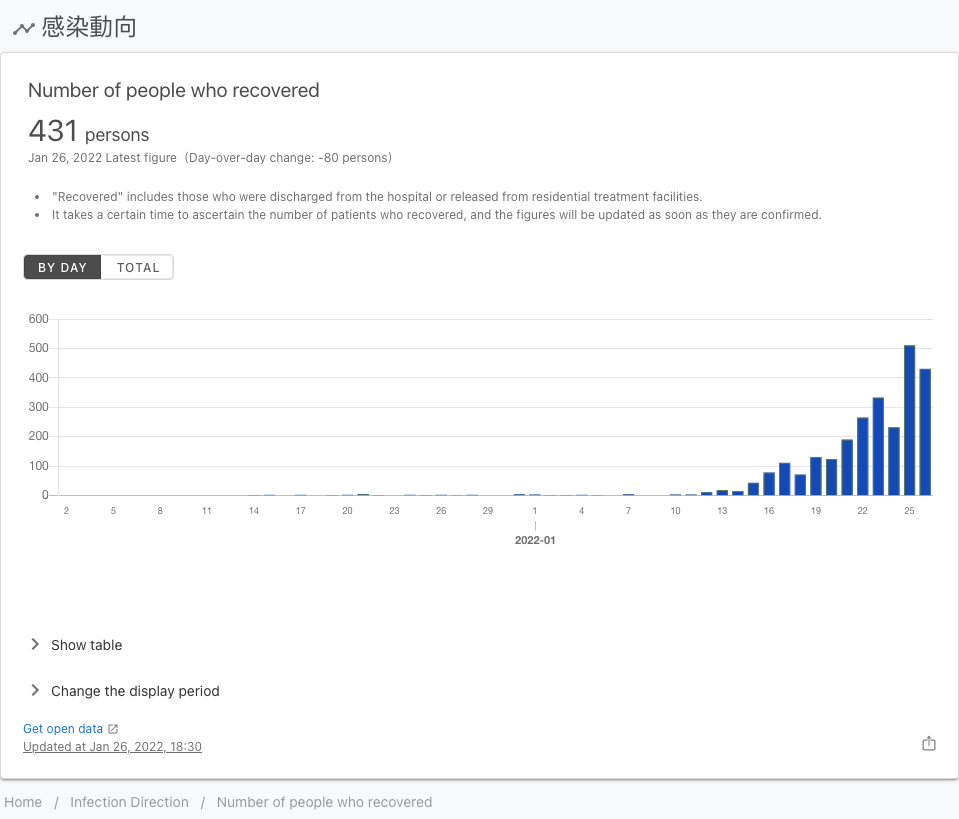 感染動向
Number of people who recovered
431 persons
Jan 26, 2022 Latest figure (Day-over-day change: -80 persons)
"Recovered" includes those who were discharged from the hospital or released from residential treatment facilities.
It takes a certain time to ascertain the number of patients who recovered, and the figures will be updated as soon as they are confirmed.
BY DAY TOTAL
600
500
400
300
200
100
0
2 5 8 11 14 17 20 23 26 29 1 4 7 10 13 16 19 22 25
2022-01
Show table
Change the display period
Get open data
Updated at Jan 26, 2022, 18:30
Home / Infection Direction / Number of people who recovered